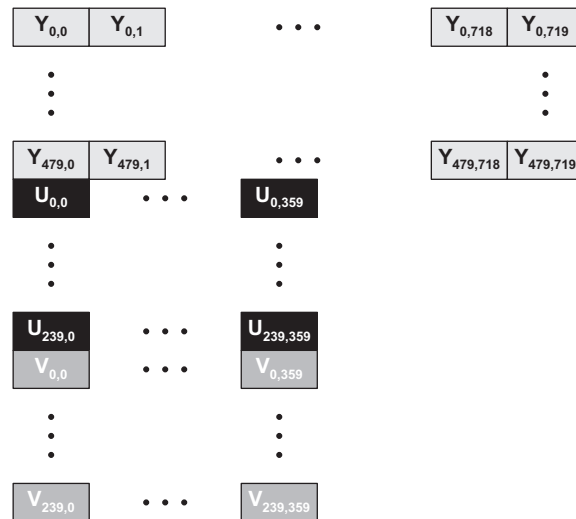 Y0,0 Y0,1 • • • Y0,718 Y0,719
Y479,0 Y479,1 • • • Y479,718 Y479,719
U0,0 • • • U0,359
U239,0 • • • U239,359
V0,0 • • • V0,359
V239,0 • • • V239,359